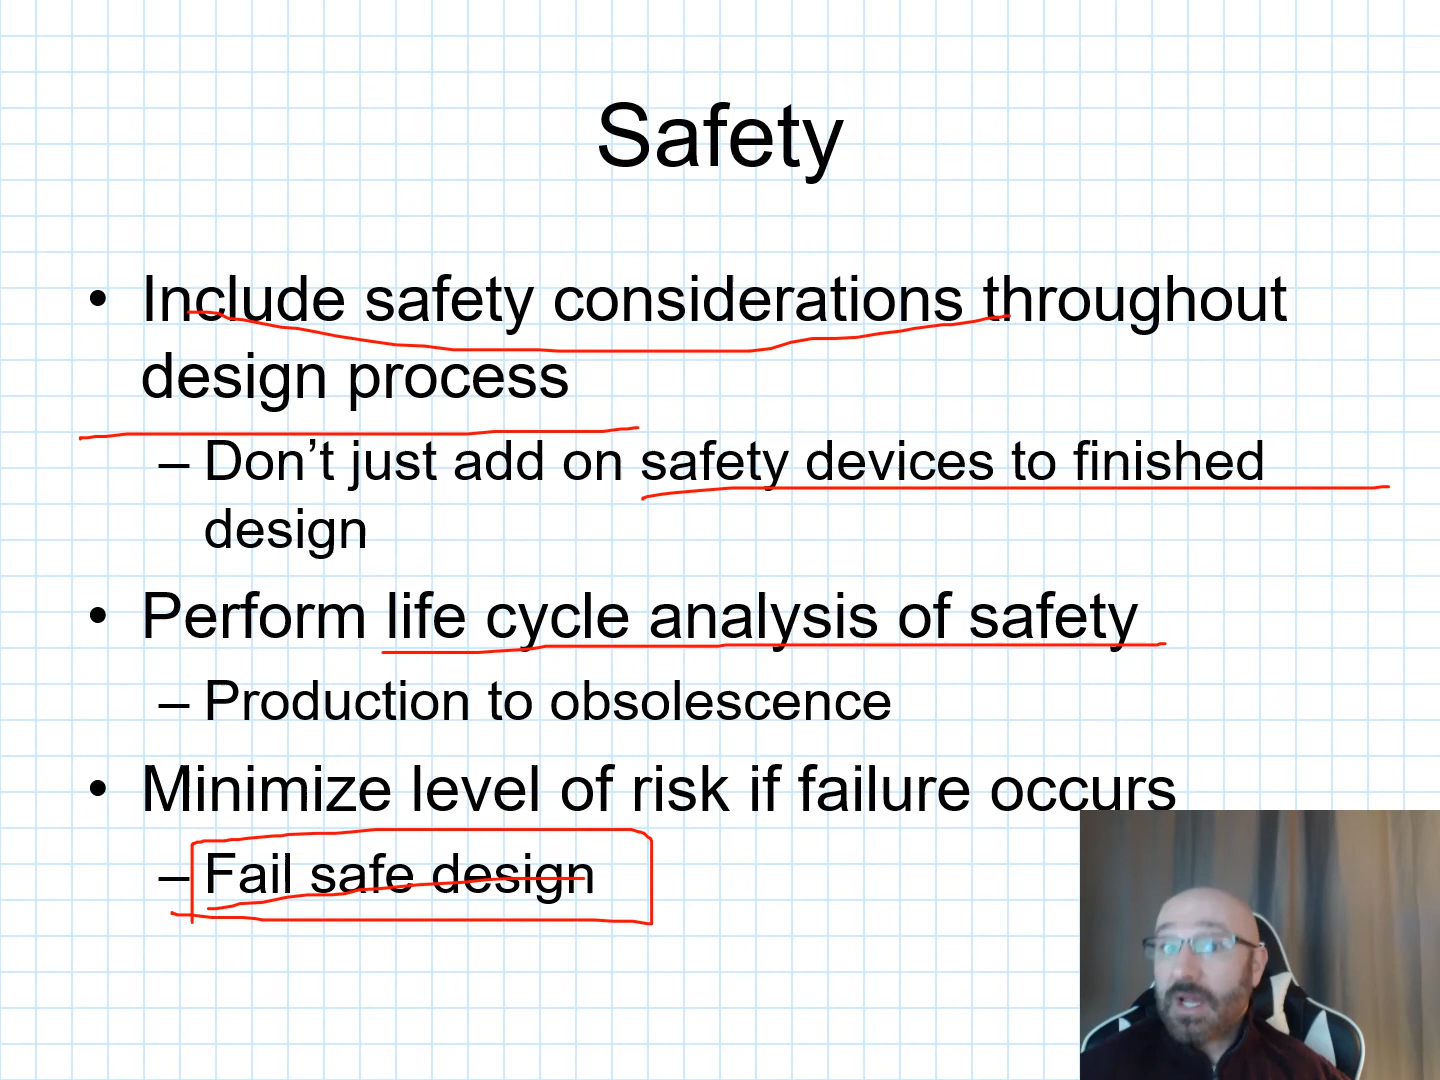 Safety
• Include safety considerations throughout
design process
– Don’t just add on safety devices to finished
design
• Perform life cycle analysis of safety
– Production to obsolescence
• Minimize level of risk if failure occurs
– Fail safe design